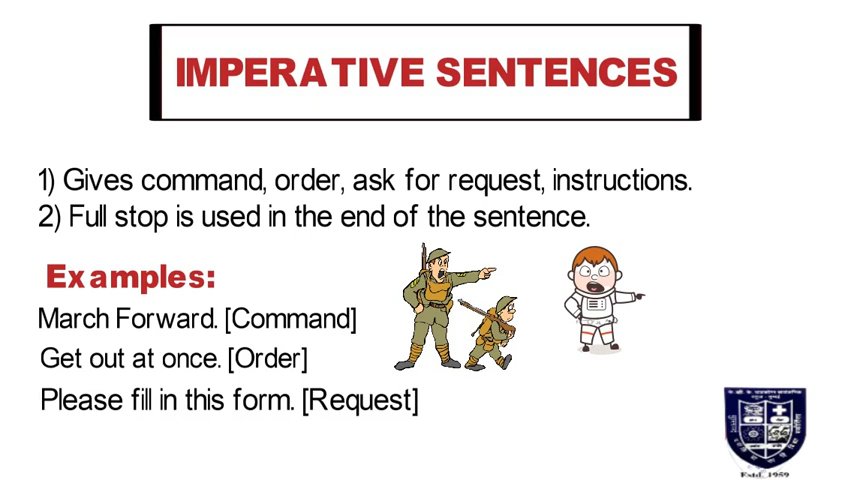 IMPERATIVE SENTENCES
1) Gives command, order, ask for request, instructions.
2) Full stop is used in the end of the sentence.
Examples:
March Forward. [Command]
Get out at once. [Order]
Please fill in this form. [Request]
Estd. 1959